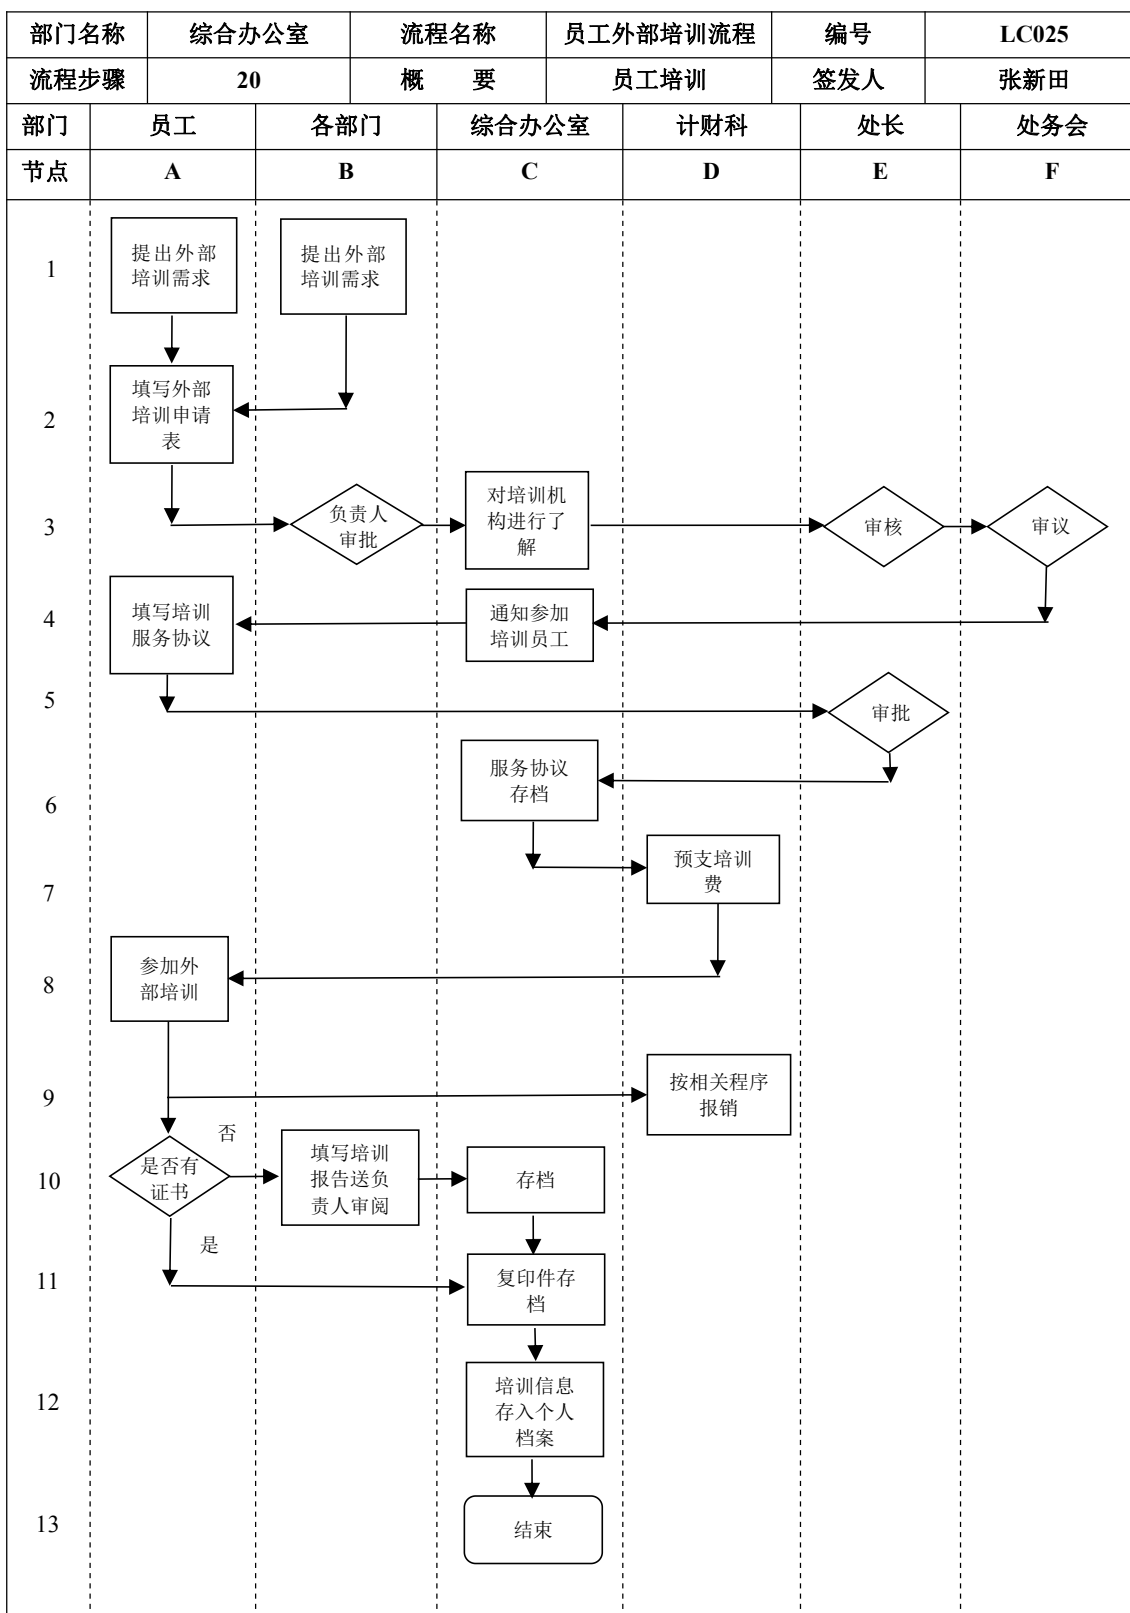 部门名称 综合办公室 流程名称 员工外部培训流程 编号 LC025
流程步骤 20 概 要 员工培训 签发人 张新田
部门 员工 各部门 综合办公室 计财科 处长 处务会
节点 A B C D E F
1
提出外部
培训需求
提出外部
培训需求
2
填写外部
培训申请
表
3
负责人
审批
对培训机
构进行了
解
审核
审议
4
填写培训
服务协议
通知参加
培训员工
5
审批
6
服务协议
存档
7
预支培训
费
8
参加外
部培训
9
按相关程序
报销
10
是否有
证书
否
是
填写培训
报告送负
责人审阅
存档
11
复印件存
档
12
培训信息
存入个人
档案
13
结束